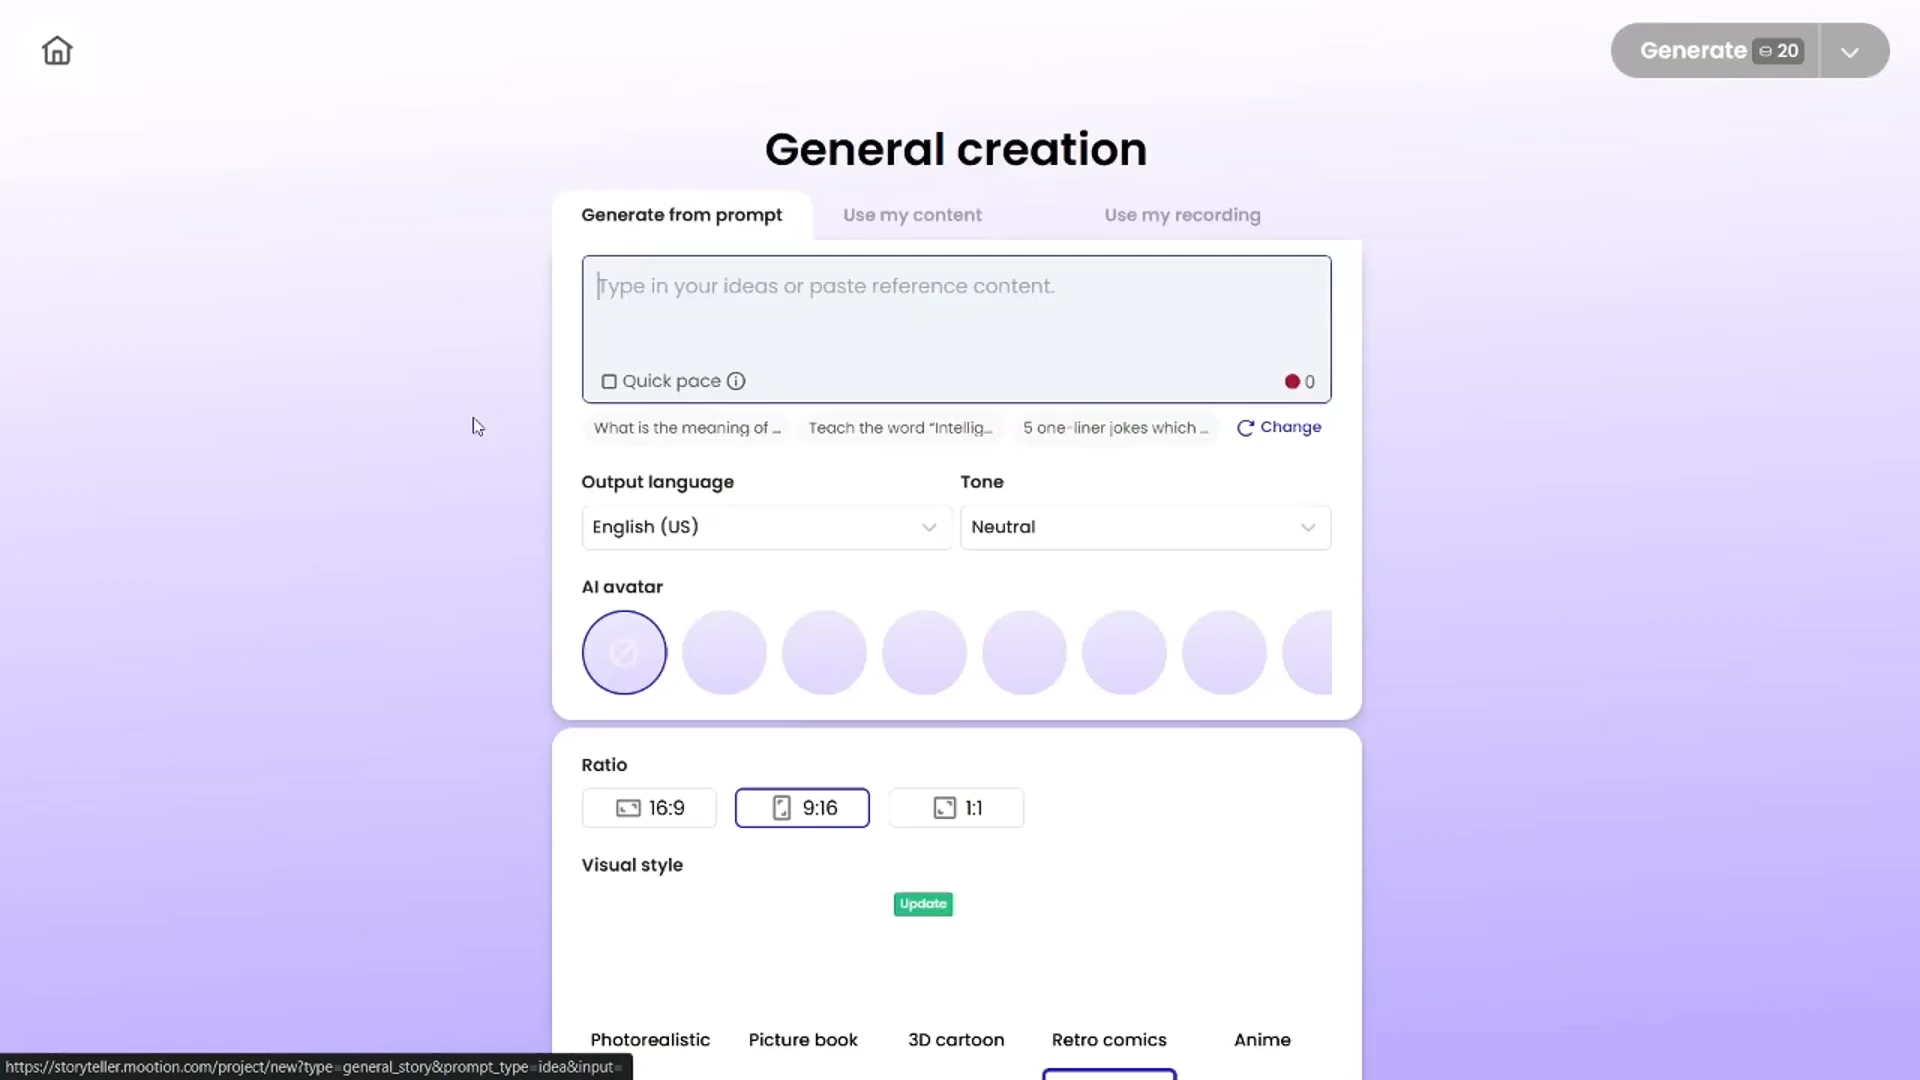 Generate 20
General creation
Generate from prompt Use my content Use my recording
Type in your ideas or paste reference content.
Quick pace 0
What is the meaning of ... Teach the word “Intellig... 5 one-liner jokes which ... Change
Output language Tone
English (US) Neutral
AI avatar
Ratio
16:9 9:16 1:1
Visual style
Update
Photorealistic Picture book 3D cartoon Retro comics Anime
https://storyteller.mootion.com/project/new?type=general_story&prompt_type=idea&input=